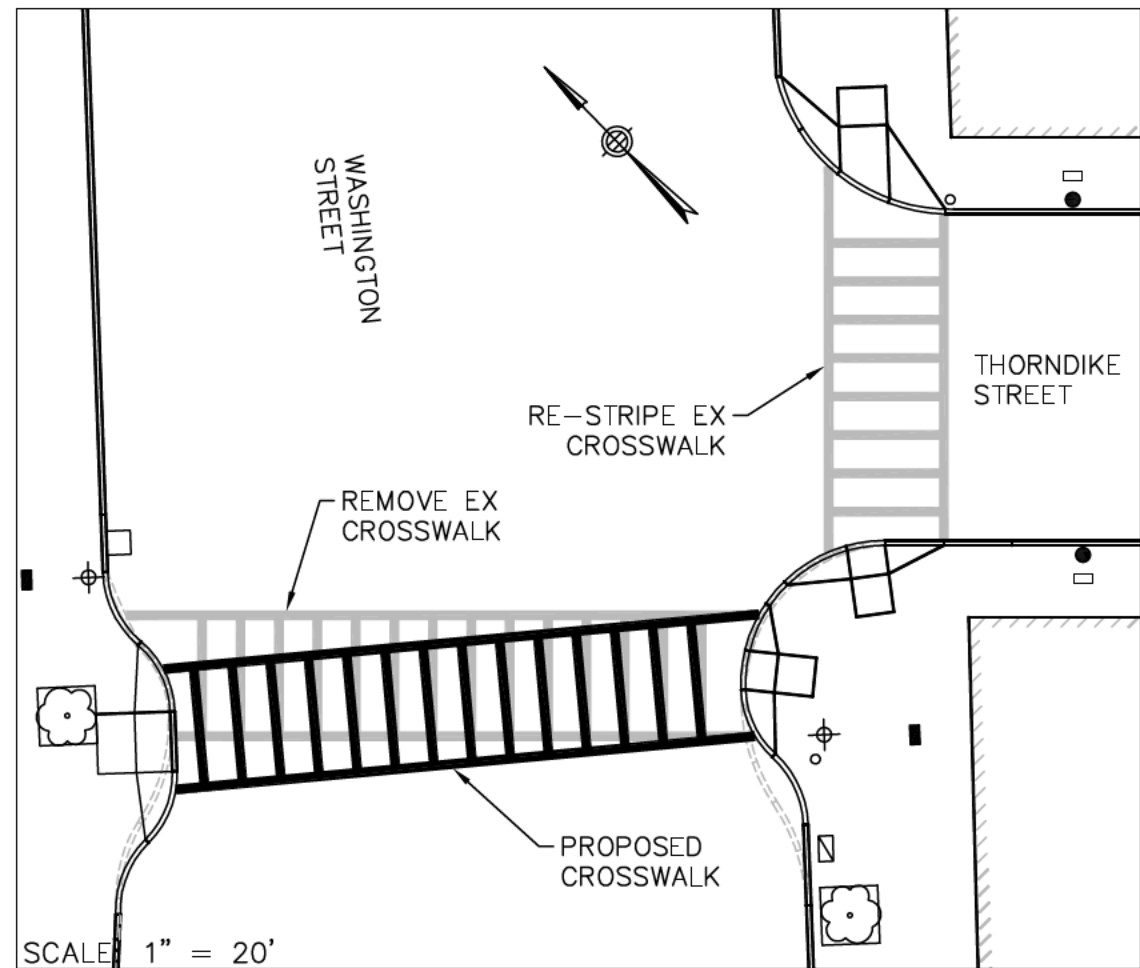 WASHINGTON
STREET
RE-STRIPE EX
CROSSWALK
THORNDIKE
STREET
REMOVE EX
CROSSWALK
PROPOSED
CROSSWALK
SCALE 1" = 20'